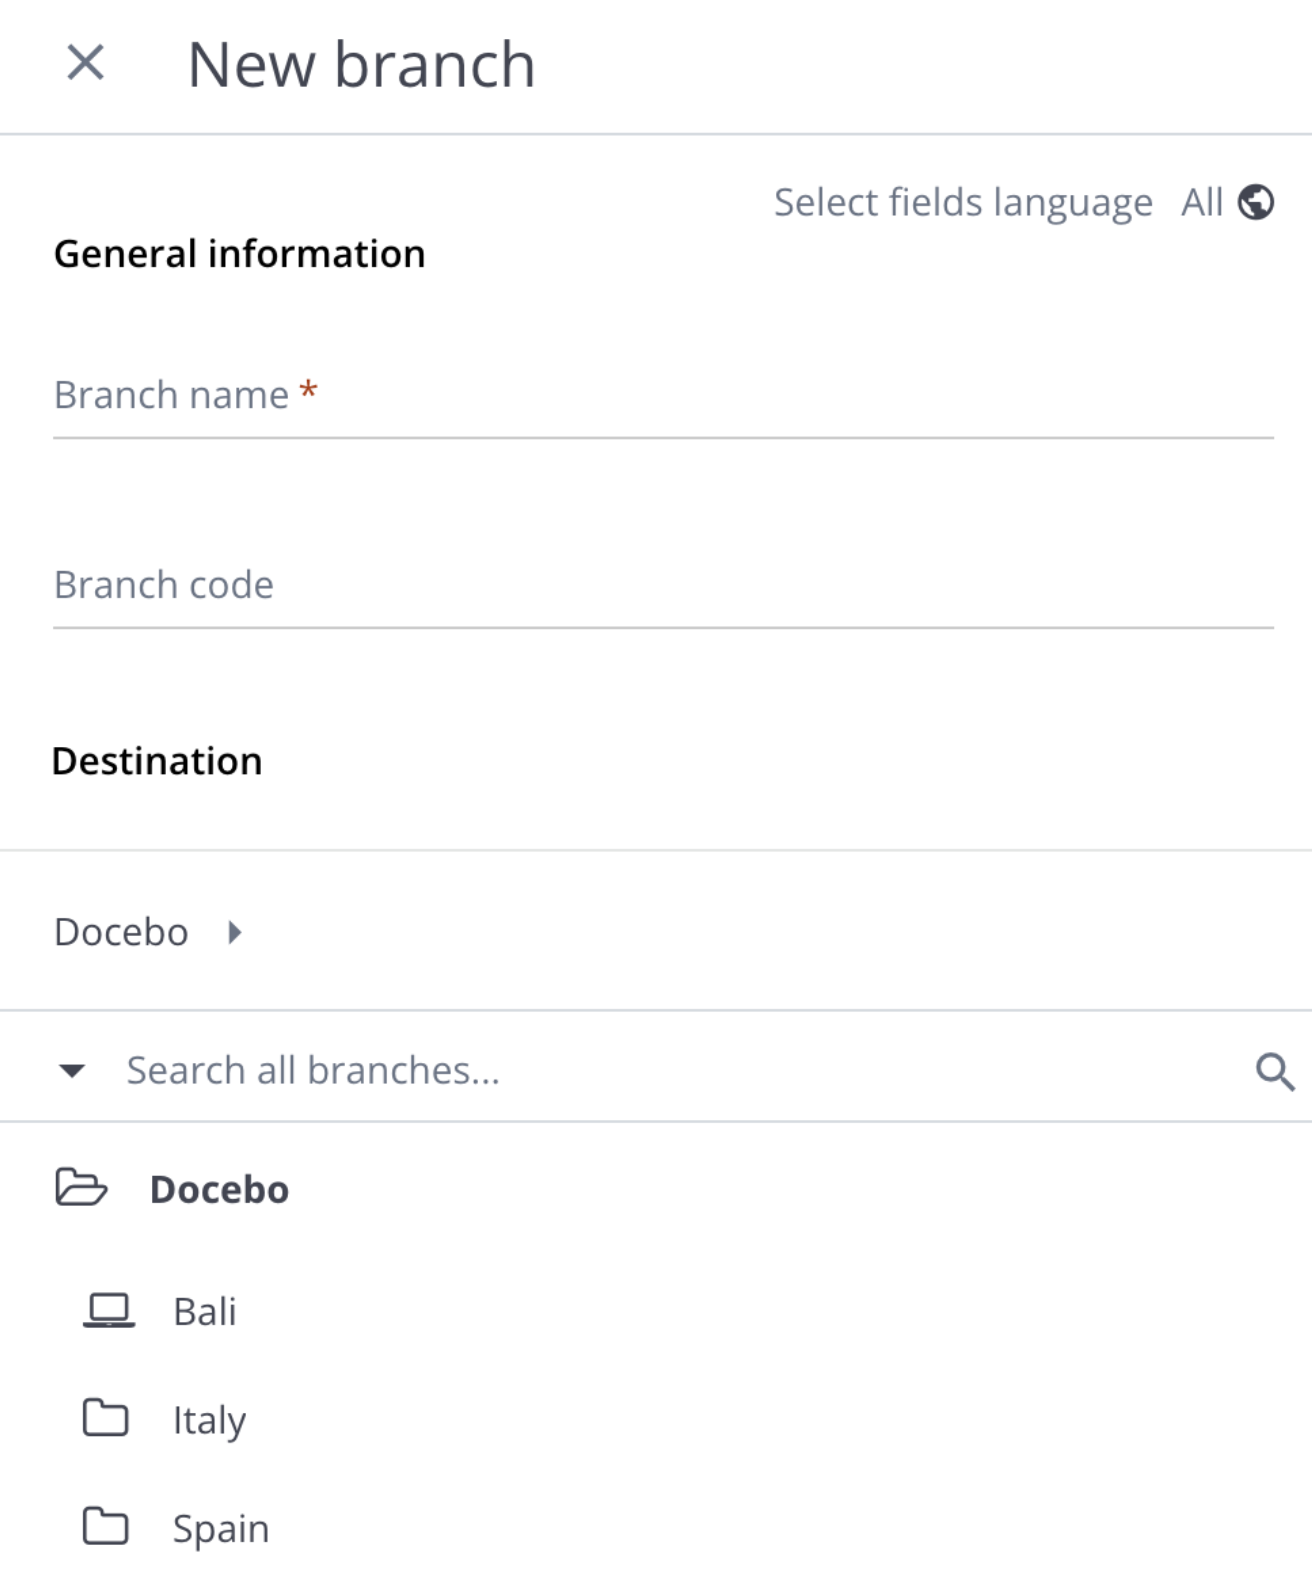 New branch
Select fields language All
General information
Branch name *
Branch code
Destination
Docebo
Search all branches...
Docebo
Bali
Italy
Spain